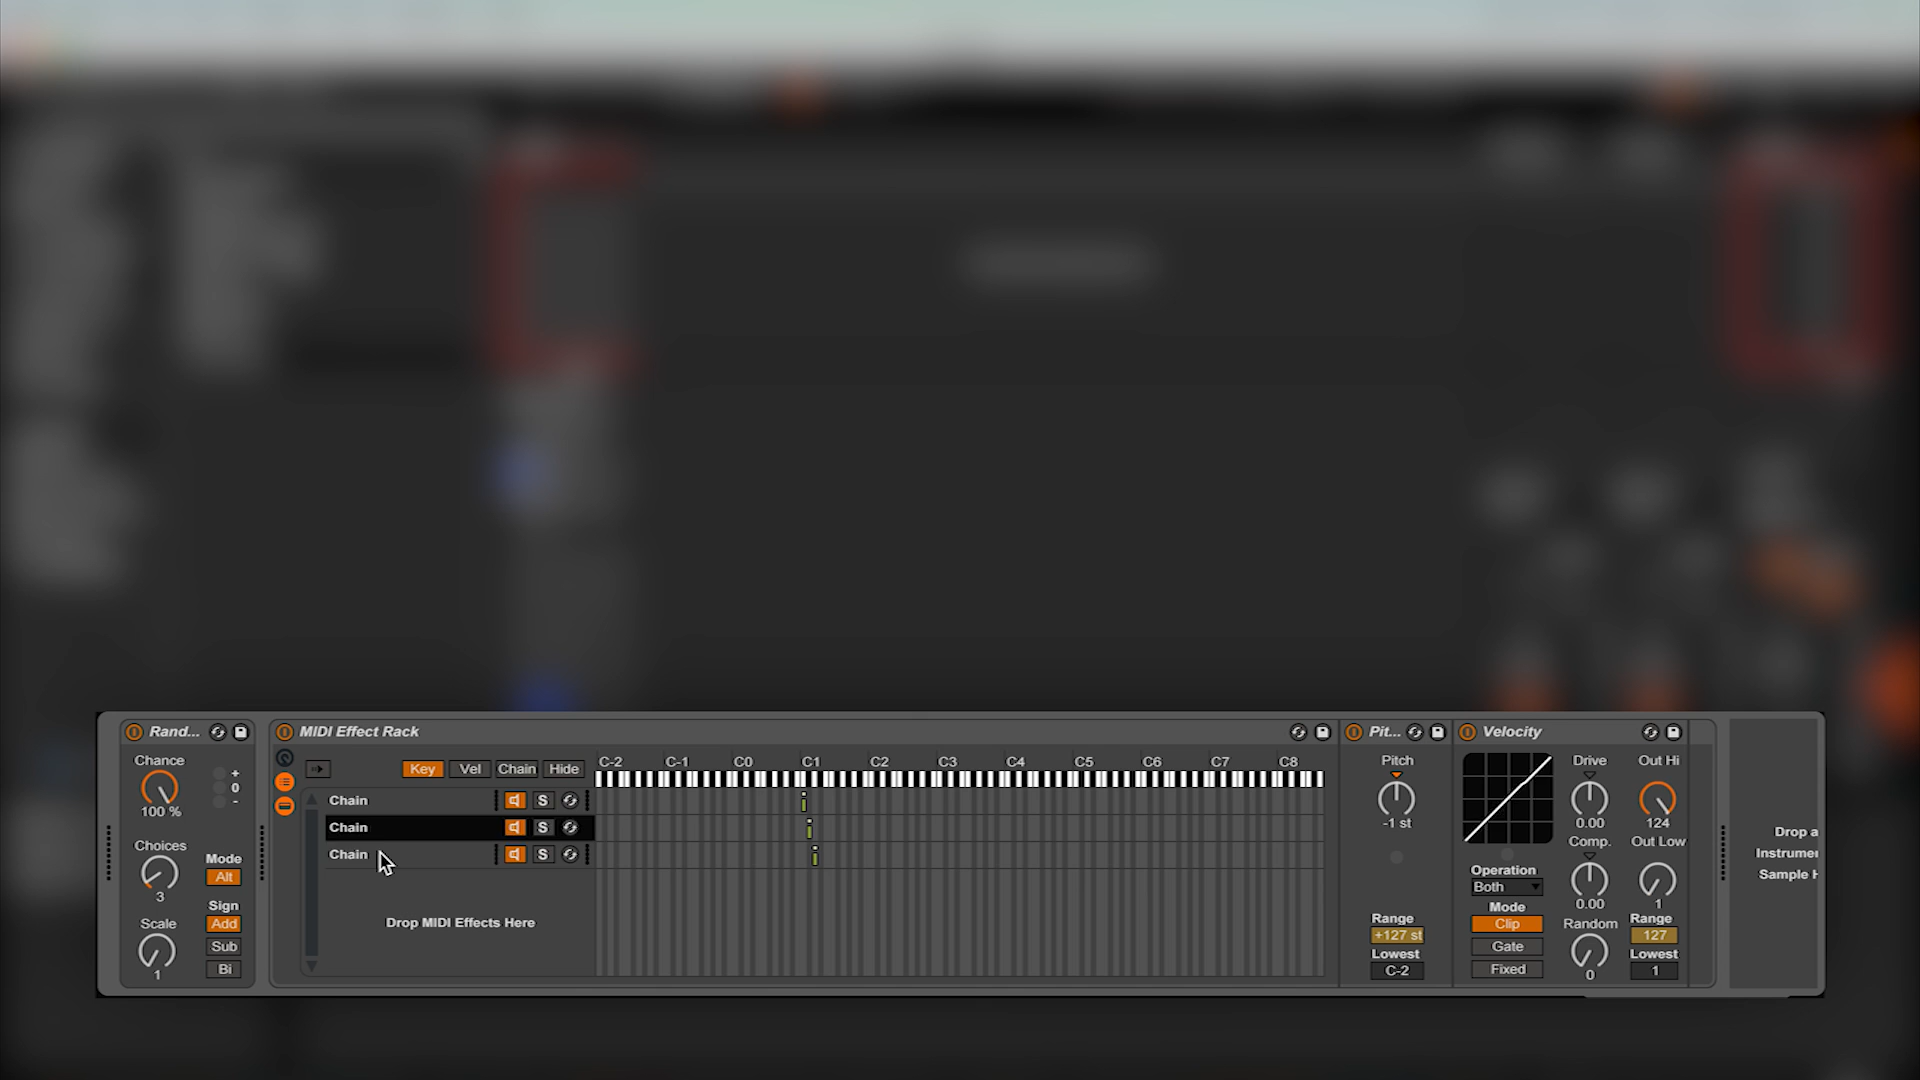 Rand...
Chance
100 %
+
0
-
Choices
3
Mode
Alt
Sign
Add
Scale
1
Sub
Bi
MIDI Effect Rack
Key Vel Chain Hide
C-2 C-1 C0 C1 C2 C3 C4 C5 C6 C7 C8
Chain S
Chain S
Chain S
Drop MIDI Effects Here
Pit...
Pitch
-1 st
Range
+127 st
Lowest
C-2
Velocity
Operation
Both
Mode
Clip
Gate
Fixed
Drive
0.00
Comp.
0.00
Random
0
Out Hi
124
Out Low
1
Range
127
Lowest
1
Drop a
Instrumer
Sample H